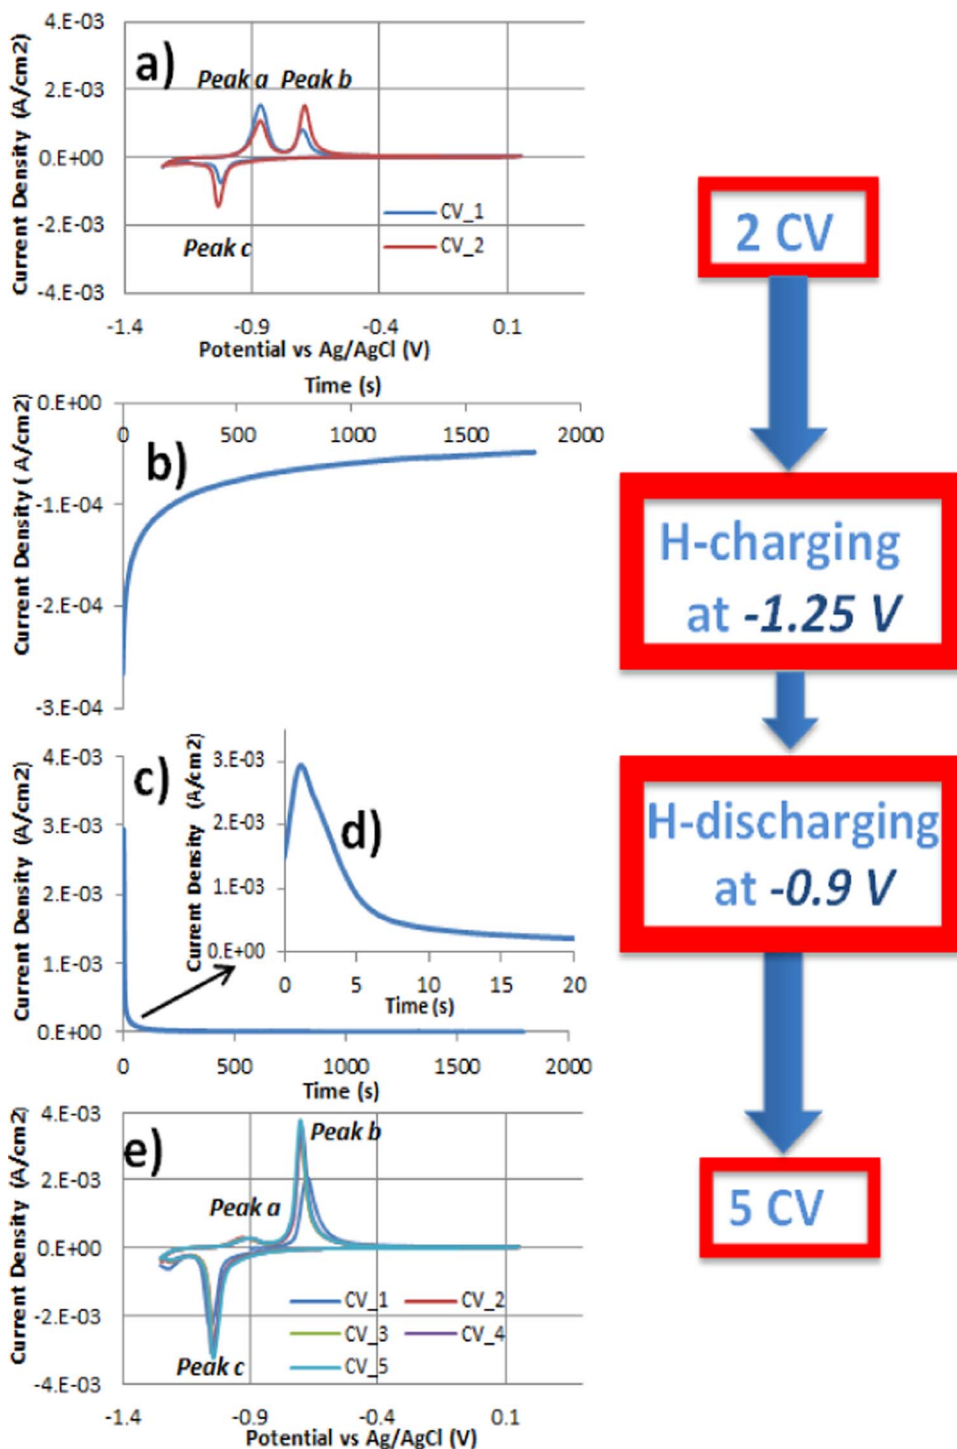 a)
Current Density (A/cm2)
4.E-03
2.E-03
0.E+00
-2.E-03
-4.E-03
Peak a Peak b
Peak c
CV_1
CV_2
-1.4 -0.9 -0.4 0.1
Potential vs Ag/AgCl (V)
Time (s)
b)
Current Density ( A/cm2)
0.E+00
-1.E-04
-2.E-04
-3.E-04
0 500 1000 1500 2000
c)
Current Density (A/cm2)
4.E-03
3.E-03
2.E-03
1.E-03
0.E+00
0 500 1000 1500 2000
Time (s)
d)
Current Density (A/cm2)
3.E-03
2.E-03
1.E-03
0.E+00
0 5 10 15 20
Time (s)
e)
Current Density (A/cm2)
4.E-03
2.E-03
0.E+00
-2.E-03
-4.E-03
Peak b
Peak a
Peak c
CV_1 CV_2
CV_3 CV_4
CV_5
-1.4 -0.9 -0.4 0.1
Potential vs Ag/AgCl (V)
2 CV
H-charging
at -1.25 V
H-discharging
at -0.9 V
5 CV